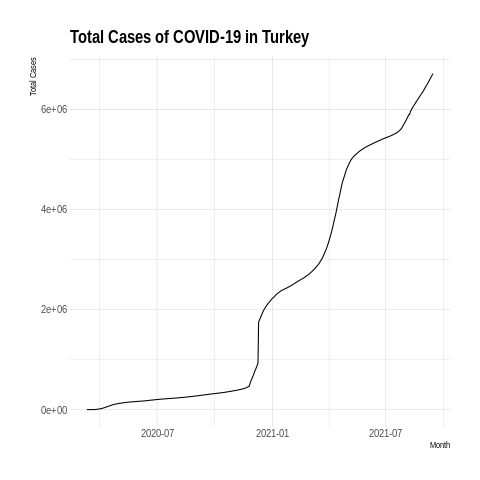 Total Cases of COVID-19 in Turkey
Total Cases
6e+06
4e+06
2e+06
0e+00
2020-07
2021-01
2021-07
Month